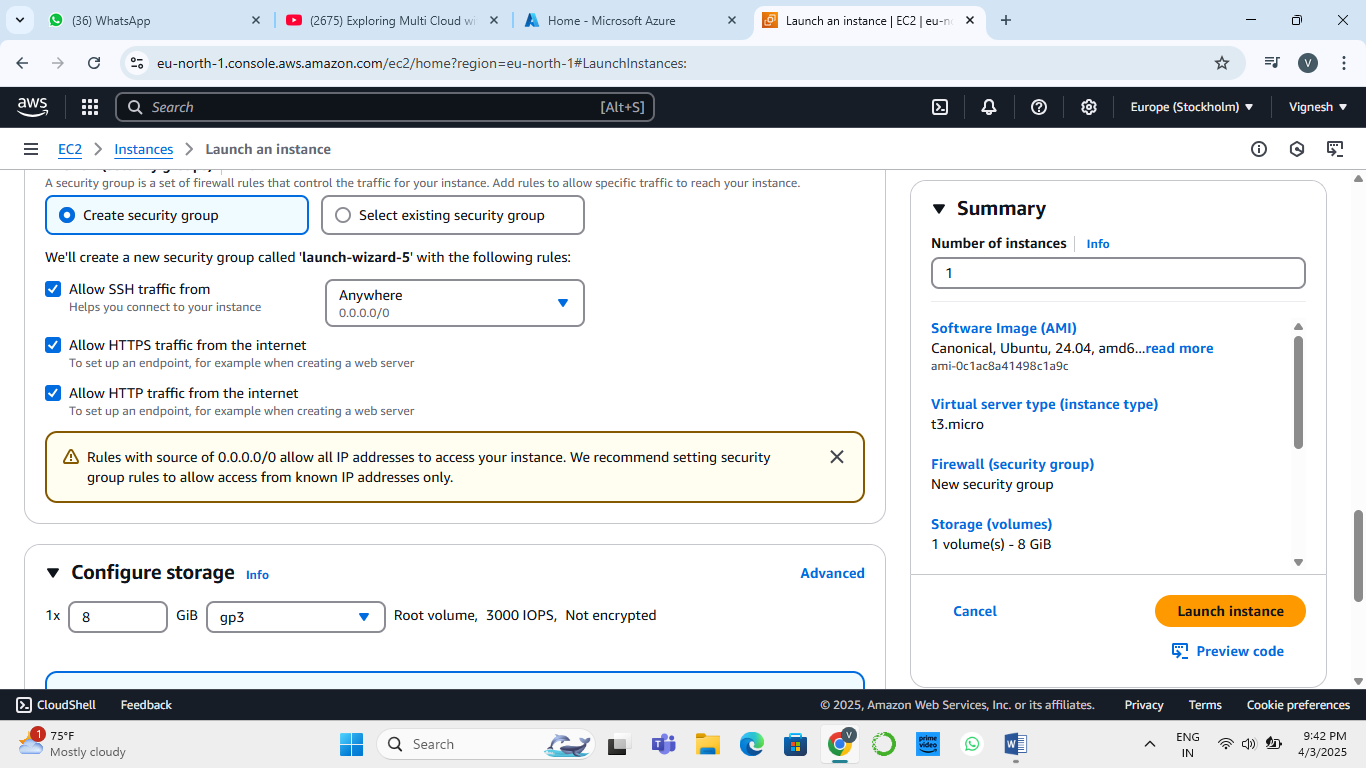 (36) WhatsApp
(2675) Exploring Multi Cloud wi
Home - Microsoft Azure
Launch an instance | EC2 | eu-no
eu-north-1.console.aws.amazon.com/ec2/home?region=eu-north-1#LaunchInstances:
V
aws
Search
[Alt+S]
Europe (Stockholm)
Vignesh
EC2
Instances
Launch an instance
A security group is a set of firewall rules that control the traffic for your instance. Add rules to allow specific traffic to reach your instance.
Create security group
Select existing security group
We'll create a new security group called 'launch-wizard-5' with the following rules:
Allow SSH traffic from
Helps you connect to your instance
Anywhere
0.0.0.0/0
Allow HTTPS traffic from the internet
To set up an endpoint, for example when creating a web server
Allow HTTP traffic from the internet
To set up an endpoint, for example when creating a web server
Rules with source of 0.0.0.0/0 allow all IP addresses to access your instance. We recommend setting security
group rules to allow access from known IP addresses only.
Configure storage
Info
Advanced
1x
8
GiB
gp3
Root volume, 3000 IOPS, Not encrypted
Summary
Number of instances
Info
1
Software Image (AMI)
Canonical, Ubuntu, 24.04, amd6...read more
ami-0c1ac8a41498c1a9c
Virtual server type (instance type)
t3.micro
Firewall (security group)
New security group
Storage (volumes)
1 volume(s) - 8 GiB
Cancel
Launch instance
Preview code
CloudShell
Feedback
© 2025, Amazon Web Services, Inc. or its affiliates.
Privacy
Terms
Cookie preferences
1
75°F
Mostly cloudy
Search
V
prime
video
ENG
IN
9:42 PM
4/3/2025